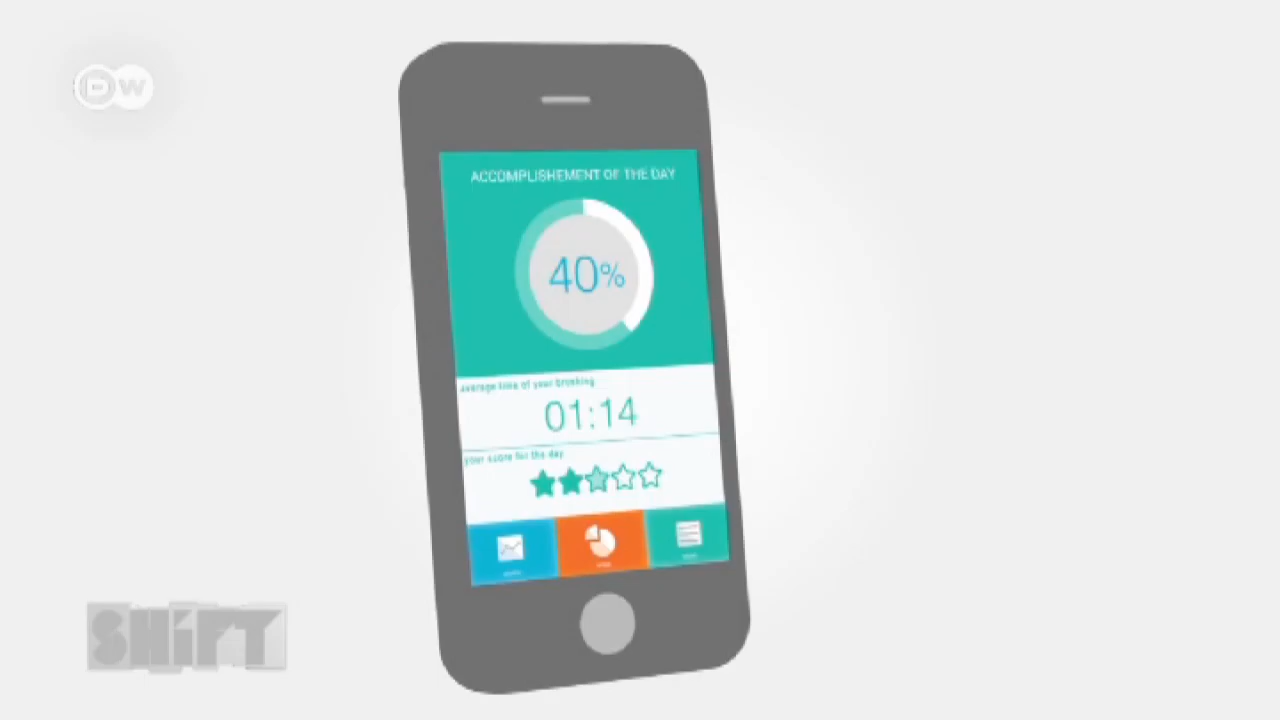 DW
ACCOMPLISHEMENT OF THE DAY
40%
average time of your brushing
01:14
your score for the day
SHiFT